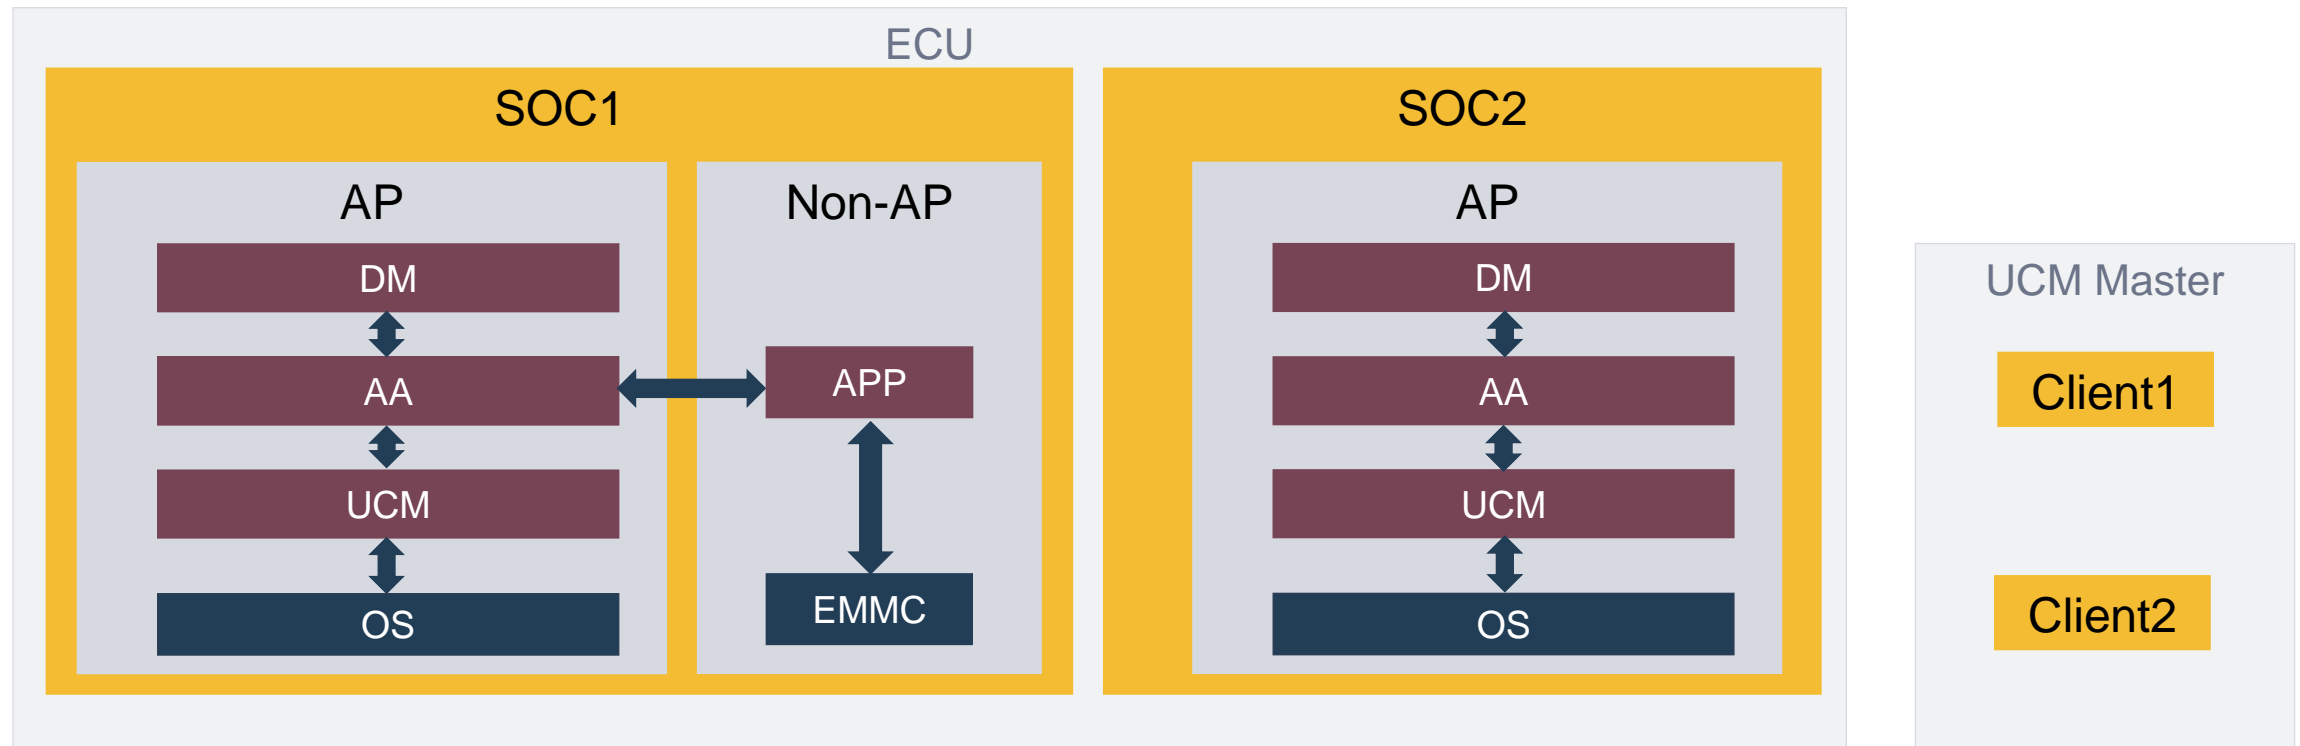 ECU
SOC1
AP
DM
AA
UCM
OS
Non-AP
APP
EMMC
SOC2
AP
DM
AA
UCM
OS
UCM Master
Client1
Client2